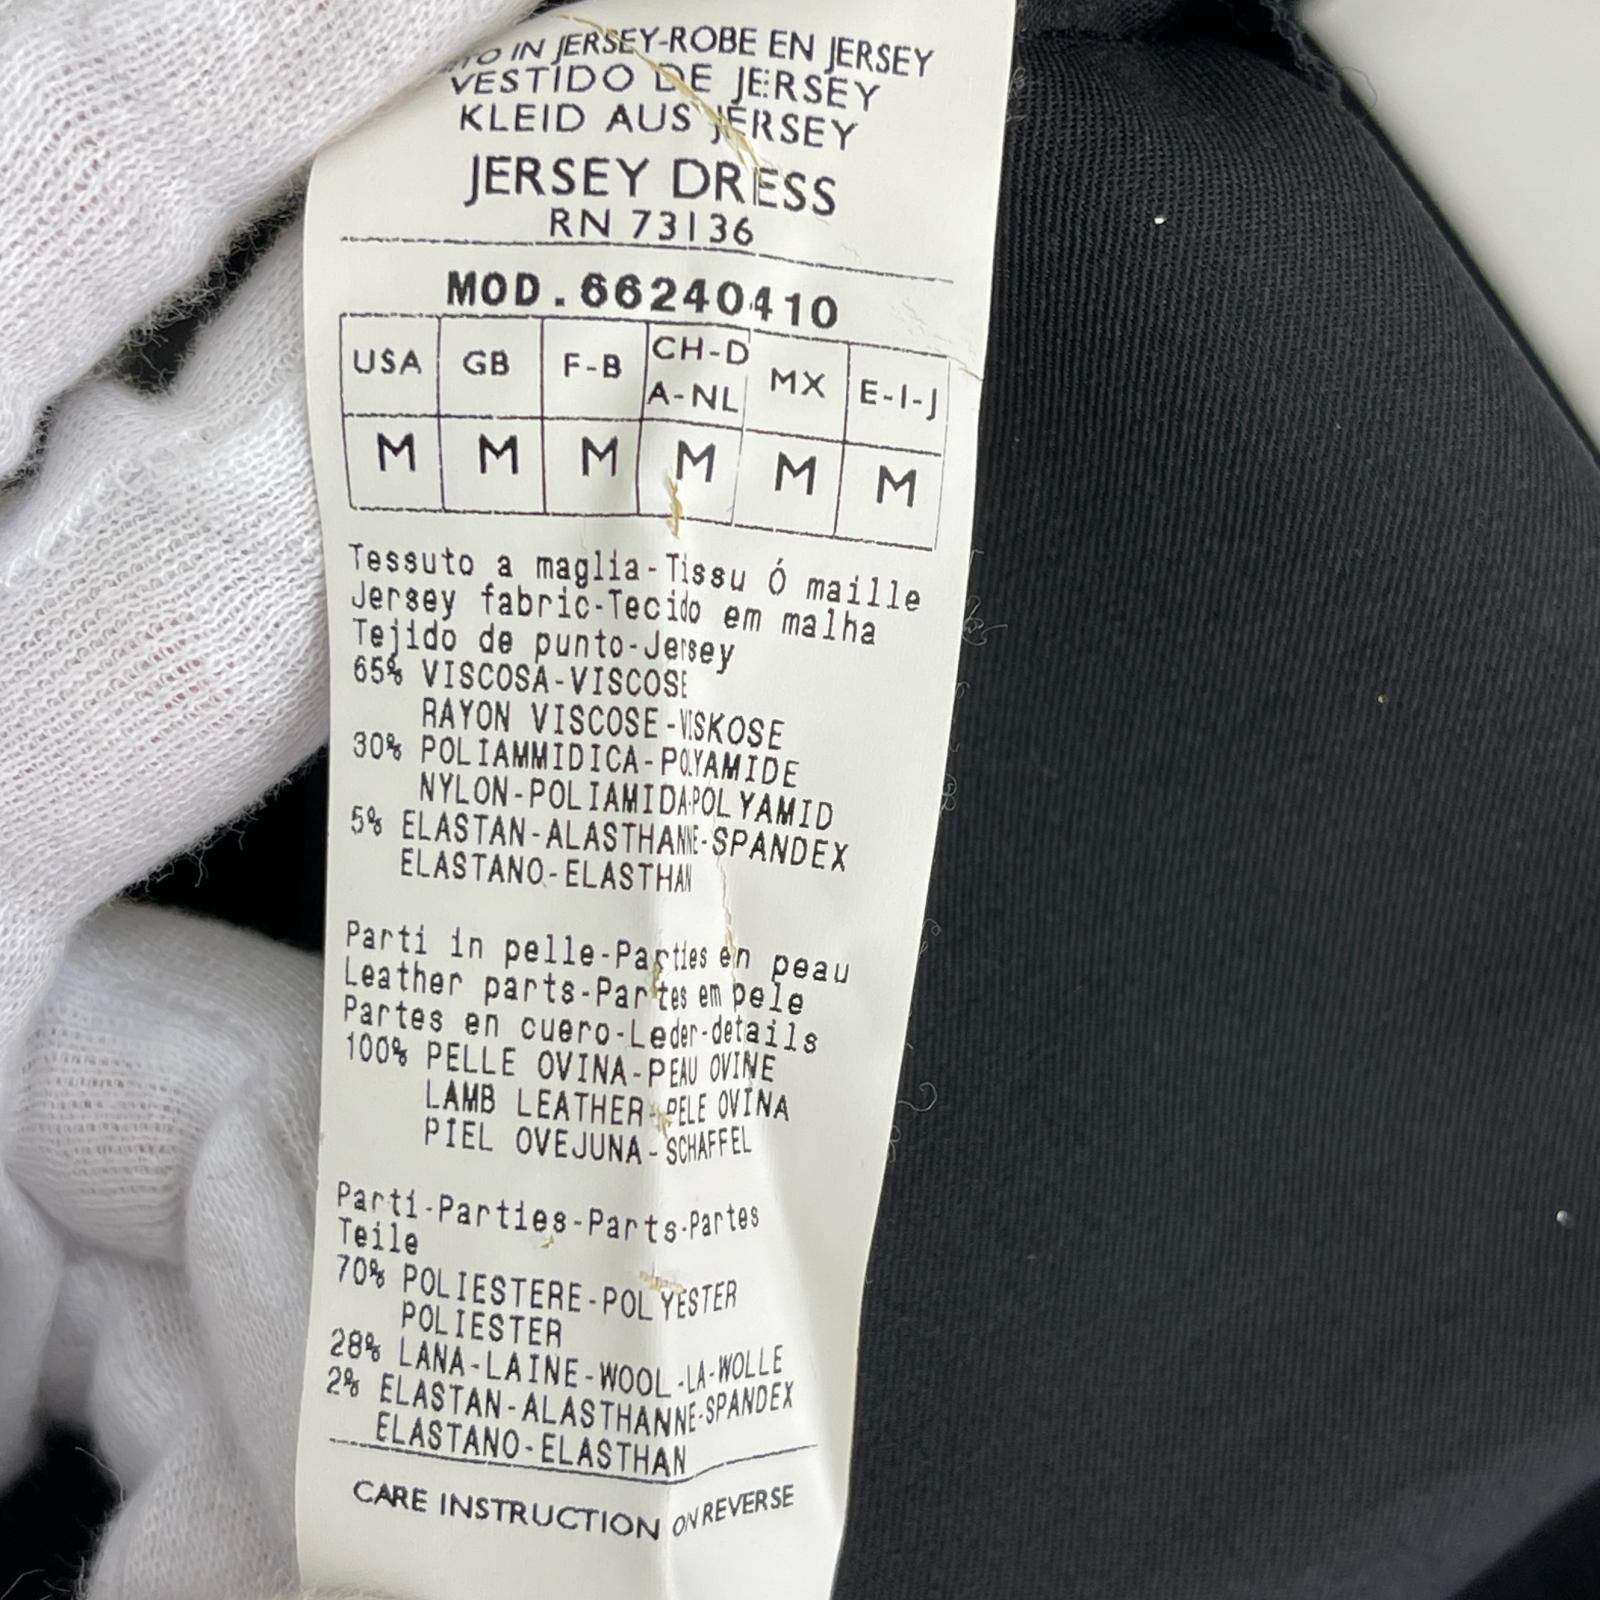 IN JERSEY-ROBE EN JERSEY
VESTIDO DE JERSEY
KLEID AUS JERSEY
JERSEY DRESS
RN 73136
MOD. 66240410
USA GB F-B CH-D A-NL MX E-I-J
M M M M M M
Tessuto a maglia-Tissu Ó maille
Jersey fabric-Tecido em malha
Tejido de punto-Jersey
65% VISCOSA-VISCOSE
RAYON VISCOSE-VISKOSE
30% POLIAMMIDICA-POLYAMIDE
NYLON-POLIAMIDA-POLYAMID
5% ELASTAN-ALASTHANNE-SPANDEX
ELASTANO-ELASTHAN
Parti in pelle-Parties en peau
Leather parts-Partes em pele
Partes en cuero-Leder-details
100% PELLE OVINA-PEAU OVINE
LAMB LEATHER-PELE OVINA
PIEL OVEJUNA-SCHAFFEL
Parti-Parties-Parts-Partes
Teile
70% POLIESTERE-POLYESTER
POLIESTER
28% LANA-LAINE-WOOL-LA-WOLLE
2% ELASTAN-ALASTHANNE-SPANDEX
ELASTANO-ELASTHAN
CARE INSTRUCTION ON REVERSE